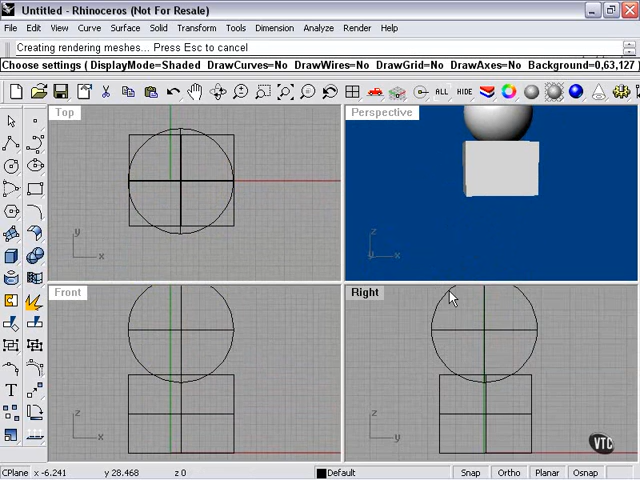 Untitled - Rhinoceros (Not For Resale)
File Edit View Curve Surface Solid Transform Tools Dimension Analyze Render Help
Creating rendering meshes... Press Esc to cancel
Choose settings ( DisplayMode=Shaded DrawCurves=No DrawWires=No DrawGrid=No DrawAxes=No Background=0,63,127
ALL HIDE
Top
Perspective
y
x
z
y x
Front
Right
z
x
z
y
T
VTC
CPlane x -6.241 y 28.468 z 0 Default Snap Ortho Planar Osnap